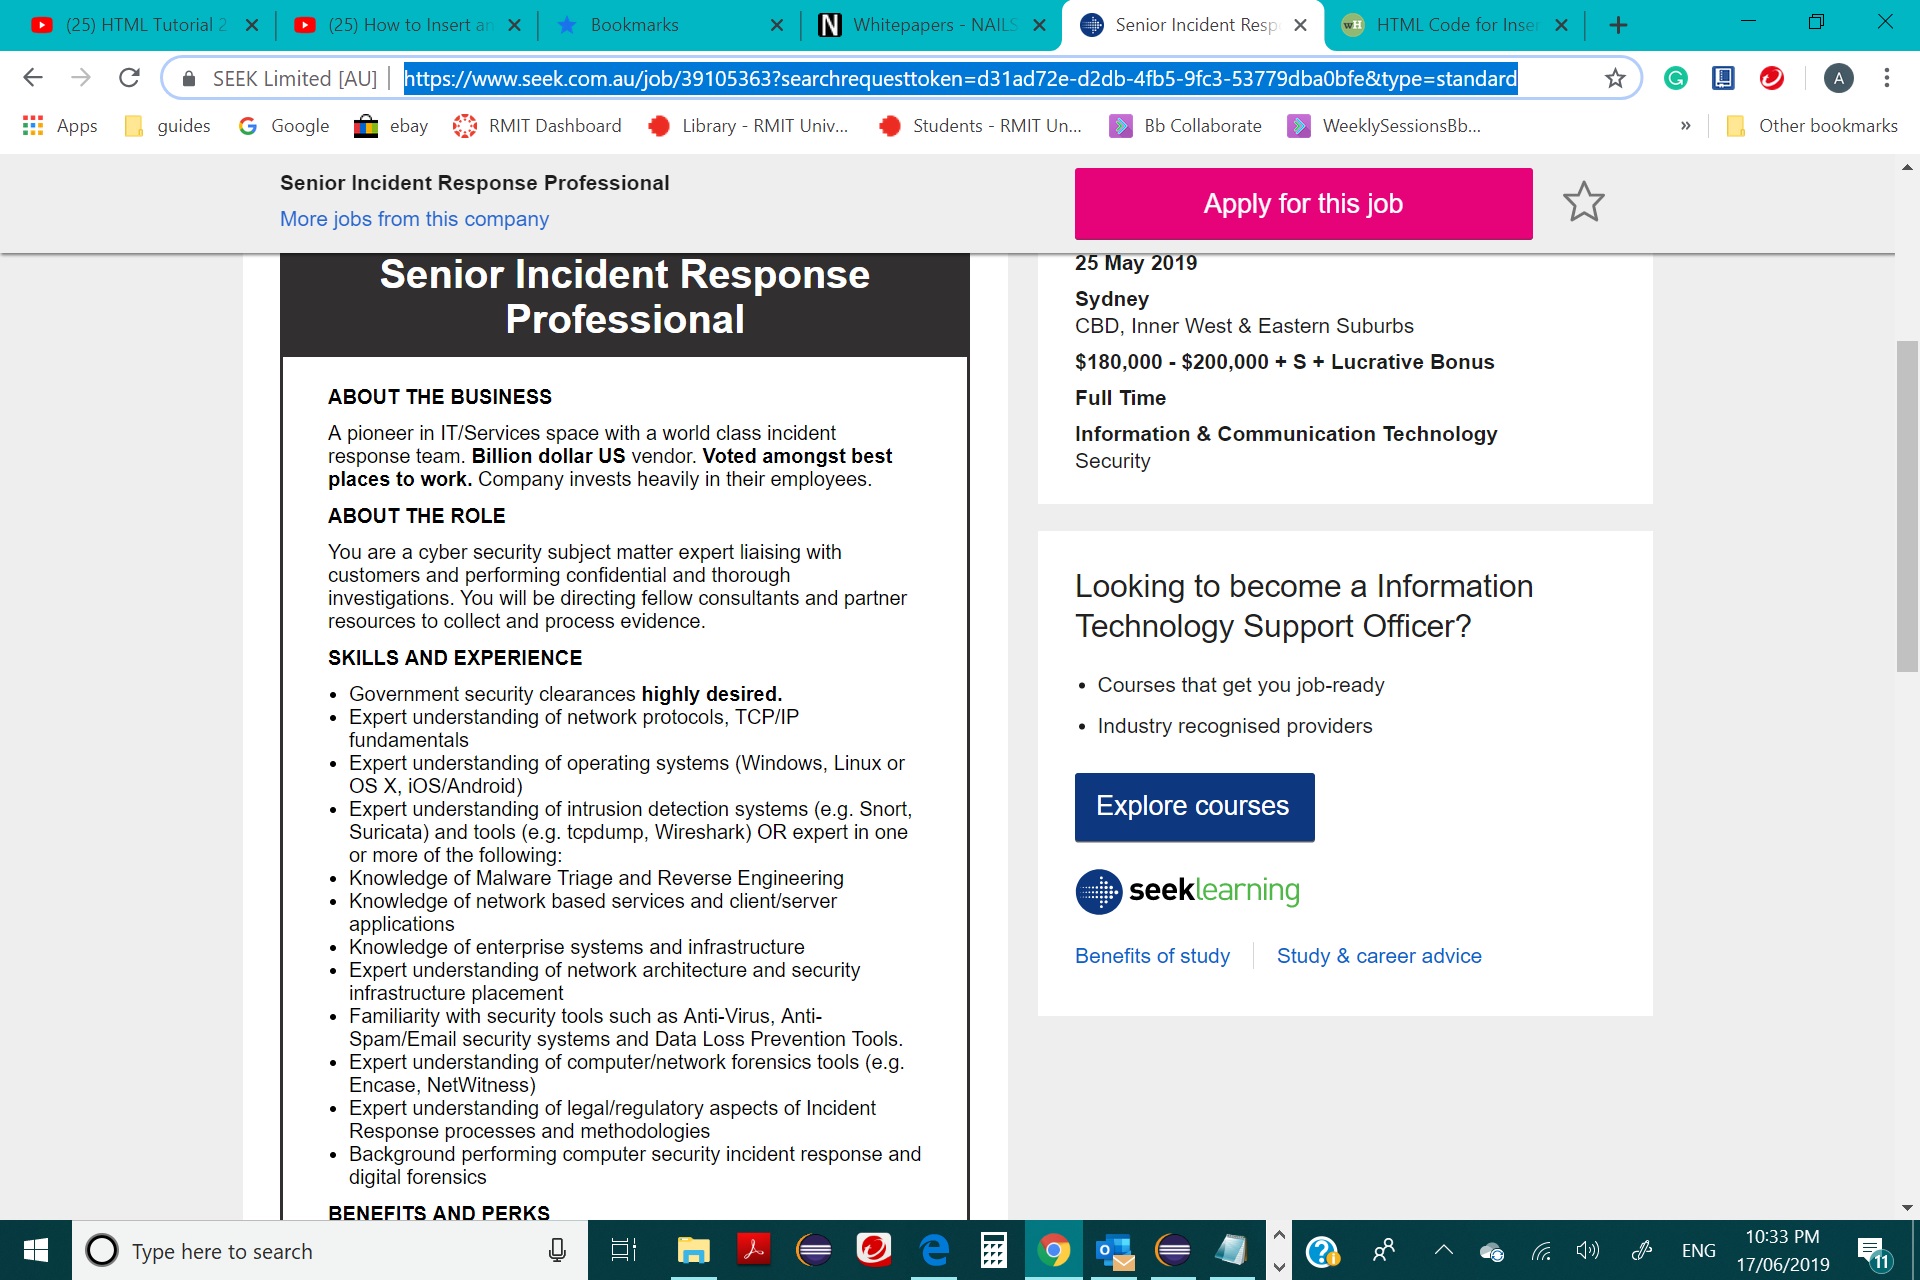 (25) HTML Tutorial 2
(25) How to Insert an
Bookmarks
Whitepapers - NAILS
Senior Incident Resp
HTML Code for Inser
SEEK Limited [AU] | https://www.seek.com.au/job/39105363?searchrequesttoken=d31ad72e-d2db-4fb5-9fc3-53779dba0bfe&type=standard
A
Apps guides Google ebay RMIT Dashboard Library - RMIT Univ... Students - RMIT Un... Bb Collaborate WeeklySessionsBb... » Other bookmarks
Senior Incident Response Professional
More jobs from this company
Apply for this job
Senior Incident Response
Professional
ABOUT THE BUSINESS
A pioneer in IT/Services space with a world class incident
response team. Billion dollar US vendor. Voted amongst best
places to work. Company invests heavily in their employees.
ABOUT THE ROLE
You are a cyber security subject matter expert liaising with
customers and performing confidential and thorough
investigations. You will be directing fellow consultants and partner
resources to collect and process evidence.
SKILLS AND EXPERIENCE
• Government security clearances highly desired.
• Expert understanding of network protocols, TCP/IP
fundamentals
• Expert understanding of operating systems (Windows, Linux or
OS X, iOS/Android)
• Expert understanding of intrusion detection systems (e.g. Snort,
Suricata) and tools (e.g. tcpdump, Wireshark) OR expert in one
or more of the following:
• Knowledge of Malware Triage and Reverse Engineering
• Knowledge of network based services and client/server
applications
• Knowledge of enterprise systems and infrastructure
• Expert understanding of network architecture and security
infrastructure placement
• Familiarity with security tools such as Anti-Virus, Anti-
Spam/Email security systems and Data Loss Prevention Tools.
• Expert understanding of computer/network forensics tools (e.g.
Encase, NetWitness)
• Expert understanding of legal/regulatory aspects of Incident
Response processes and methodologies
• Background performing computer security incident response and
digital forensics
BENEFITS AND PERKS
25 May 2019
Sydney
CBD, Inner West & Eastern Suburbs
$180,000 - $200,000 + S + Lucrative Bonus
Full Time
Information & Communication Technology
Security
Looking to become a Information
Technology Support Officer?
• Courses that get you job-ready
• Industry recognised providers
Explore courses
seeklearning
Benefits of study
Study & career advice
Type here to search
ENG
10:33 PM
17/06/2019
11